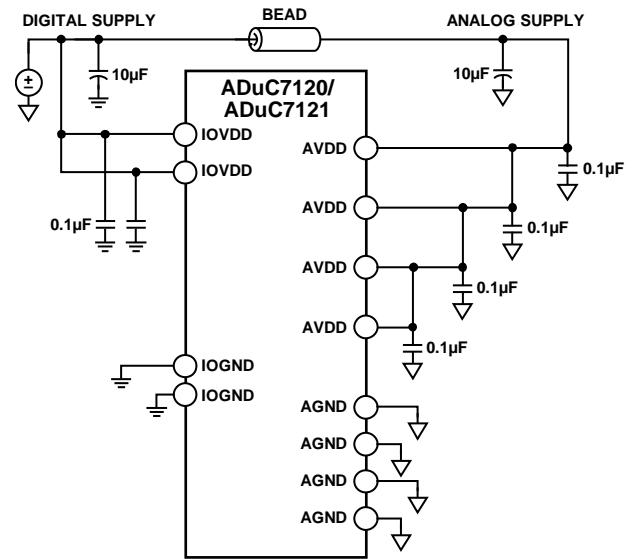 DIGITAL SUPPLY
BEAD
ANALOG SUPPLY
±
10µF
10µF
ADuC7120/
ADuC7121
IOVDD
IOVDD
0.1µF
AVDD
0.1µF
AVDD
0.1µF
AVDD
0.1µF
AVDD
0.1µF
IOGND
IOGND
AGND
AGND
AGND
AGND